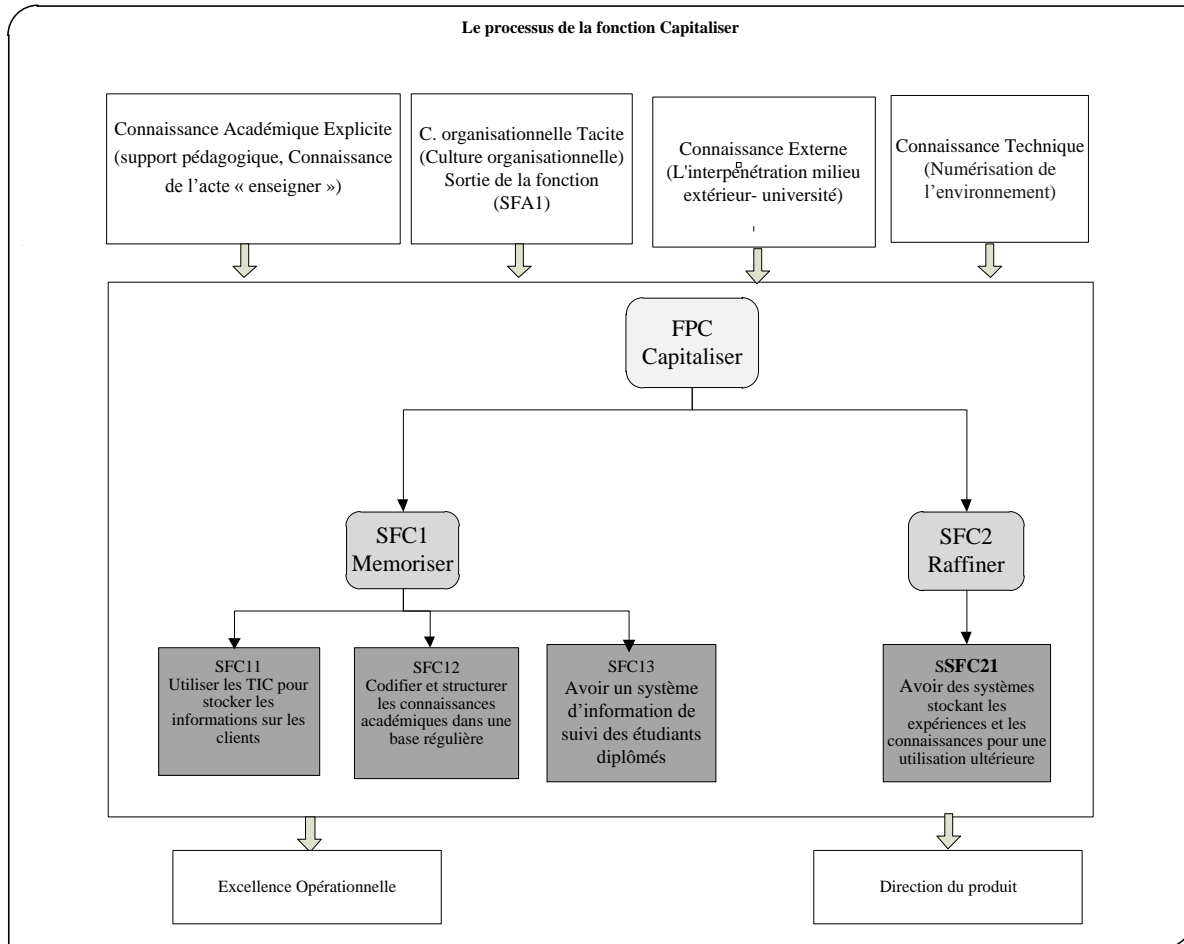 Le processus de la fonction Capitaliser
Connaissance Académique Explicite
(support pédagogique, Connaissance
de l’acte « enseigner »)
C. organisationnelle Tacite
(Culture organisationnelle)
Sortie de la fonction
(SFA1)
Connaissance Externe
(L'interpénétration milieu
extérieur- université)
Connaissance Technique
(Numérisation de
l’environnement)
FPC
Capitaliser
SFC1
Memoriser
SFC2
Raffiner
SFC11
Utiliser les TIC pour
stocker les
informations sur les
clients
SFC12
Codifier et structurer
les connaissances
académiques dans une
base régulière
SFC13
Avoir un système
d’information de
suivi des étudiants
diplômés
SSFC21
Avoir des systèmes
stockant les
expériences et les
connaissances pour une
utilisation ultérieure
Excellence Opérationnelle
Direction du produit